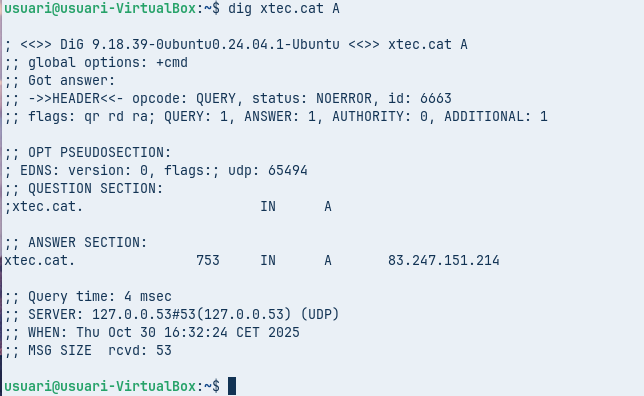 usuari@usuari-VirtualBox:~$ dig xtec.cat A

; <<>> DiG 9.18.39-0ubuntu0.24.04.1-Ubuntu <<>> xtec.cat A
;; global options: +cmd
;; Got answer:
;; ->>HEADER<<- opcode: QUERY, status: NOERROR, id: 6663
;; flags: qr rd ra; QUERY: 1, ANSWER: 1, AUTHORITY: 0, ADDITIONAL: 1

;; OPT PSEUDOSECTION:
; EDNS: version: 0, flags:; udp: 65494
;; QUESTION SECTION:
;xtec.cat.                      IN      A

;; ANSWER SECTION:
xtec.cat.               753     IN      A       83.247.151.214

;; Query time: 4 msec
;; SERVER: 127.0.0.53#53(127.0.0.53) (UDP)
;; WHEN: Thu Oct 30 16:32:24 CET 2025
;; MSG SIZE  rcvd: 53

usuari@usuari-VirtualBox:~$